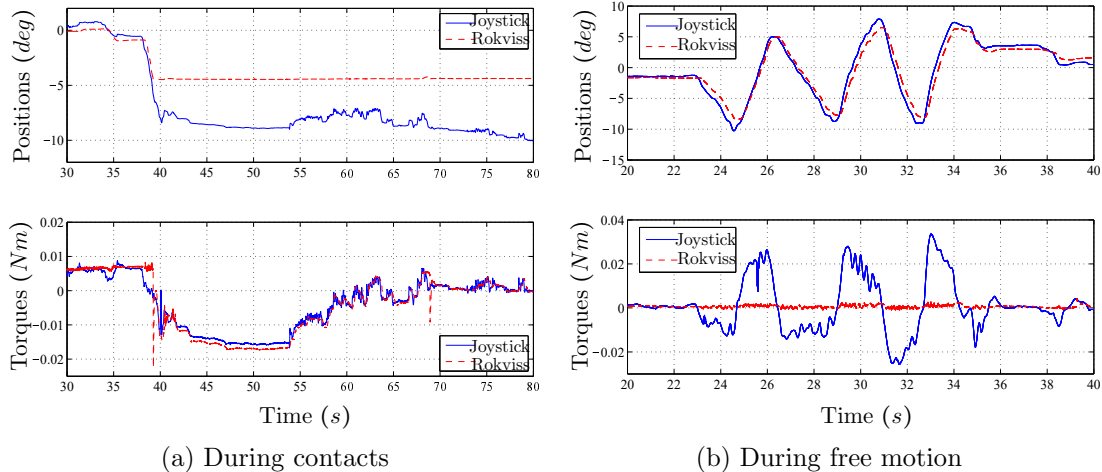 Positions (deg)
0
−5
−10
30 35 40 45 50 55 60 65 70 75 80
Joystick
Rokviss
Torques (Nm)
0.02
0.01
0
−0.01
−0.02
30 35 40 45 50 55 60 65 70 75 80
Joystick
Rokviss
Time (s)
(a) During contacts
Positions (deg)
10
5
0
−5
−10
−15
20 22 24 26 28 30 32 34 36 38 40
Joystick
Rokviss
Torques (Nm)
0.04
0.02
0
−0.02
20 22 24 26 28 30 32 34 36 38 40
Joystick
Rokviss
Time (s)
(b) During free motion